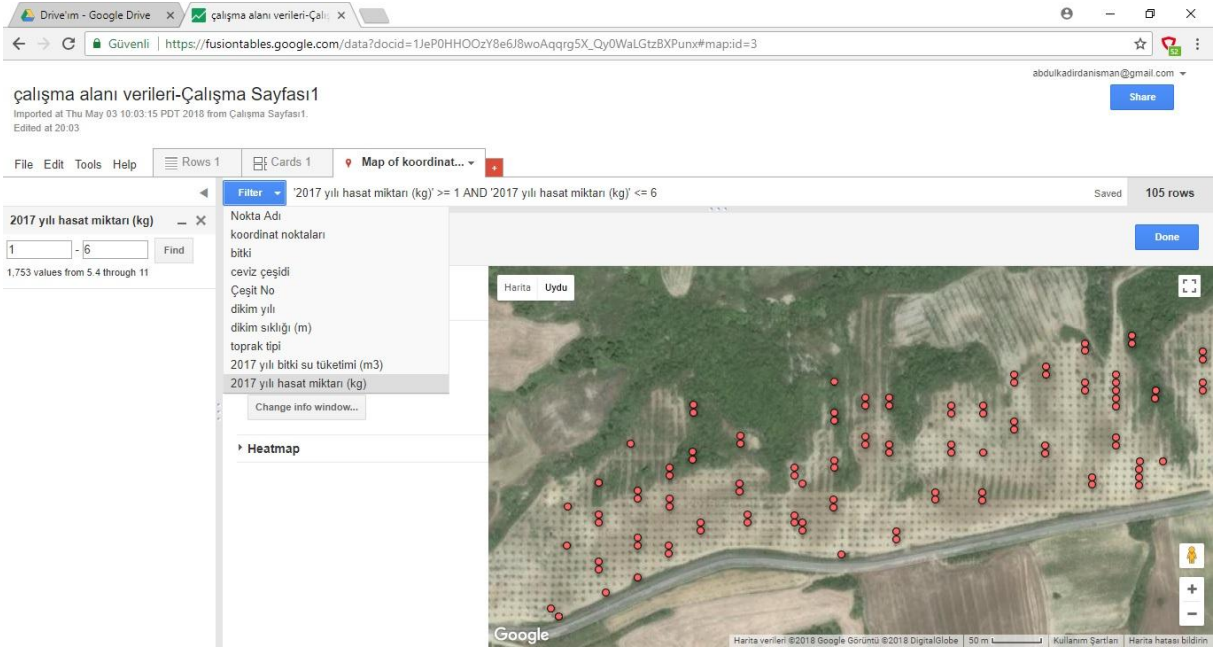 Drive'ım - Google Drive
çalışma alanı verileri-Çalış
Güvenli
https://fusiontables.google.com/data?docid=1JeP0HHOOzY8e6J8woAqqrg5X_Qy0WaLGtzBXPunx#map:id=3
52
abdulkadirdanisman@gmail.com
çalışma alanı verileri-Çalışma Sayfası1
Imported at Thu May 03 10:03:15 PDT 2018 from Çalışma Sayfası1.
Edited at 20:03
Share
File Edit Tools Help
Rows 1
Cards 1
Map of koordinat...
+
Filter
'2017 yılı hasat miktarı (kg)' >= 1 AND '2017 yılı hasat miktarı (kg)' <= 6
Saved
105 rows
2017 yılı hasat miktarı (kg)
1 - 6 Find
1,753 values from 5.4 through 11
Nokta Adı
koordinat noktaları
bitki
ceviz çeşidi
Çeşit No
dikim yılı
dikim sıklığı (m)
toprak tipi
2017 yılı bitki su tüketimi (m3)
2017 yılı hasat miktarı (kg)
Change info window...
Heatmap
Done
Harita Uydu
Google
Harita verileri ©2018 Google Görüntü ©2018 DigitalGlobe
50 m
Kullanım Şartları
Harita hatası bildirin